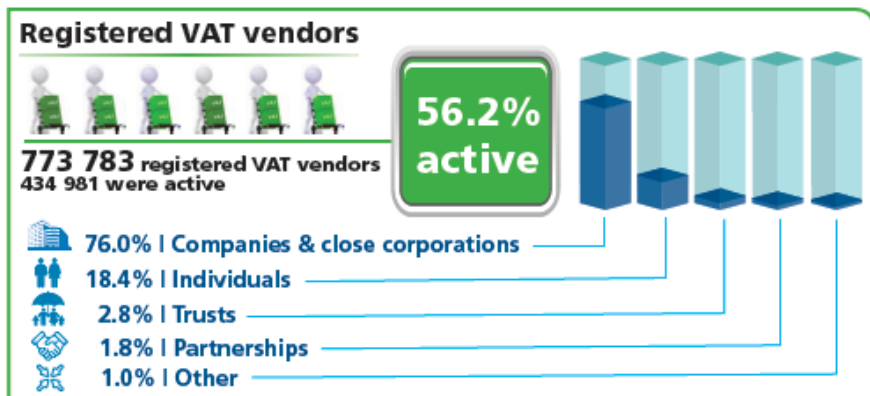 Registered VAT vendors
773 783 registered VAT vendors
434 981 were active
56.2%
active
76.0% | Companies & close corporations
18.4% | Individuals
2.8% | Trusts
1.8% | Partnerships
1.0% | Other